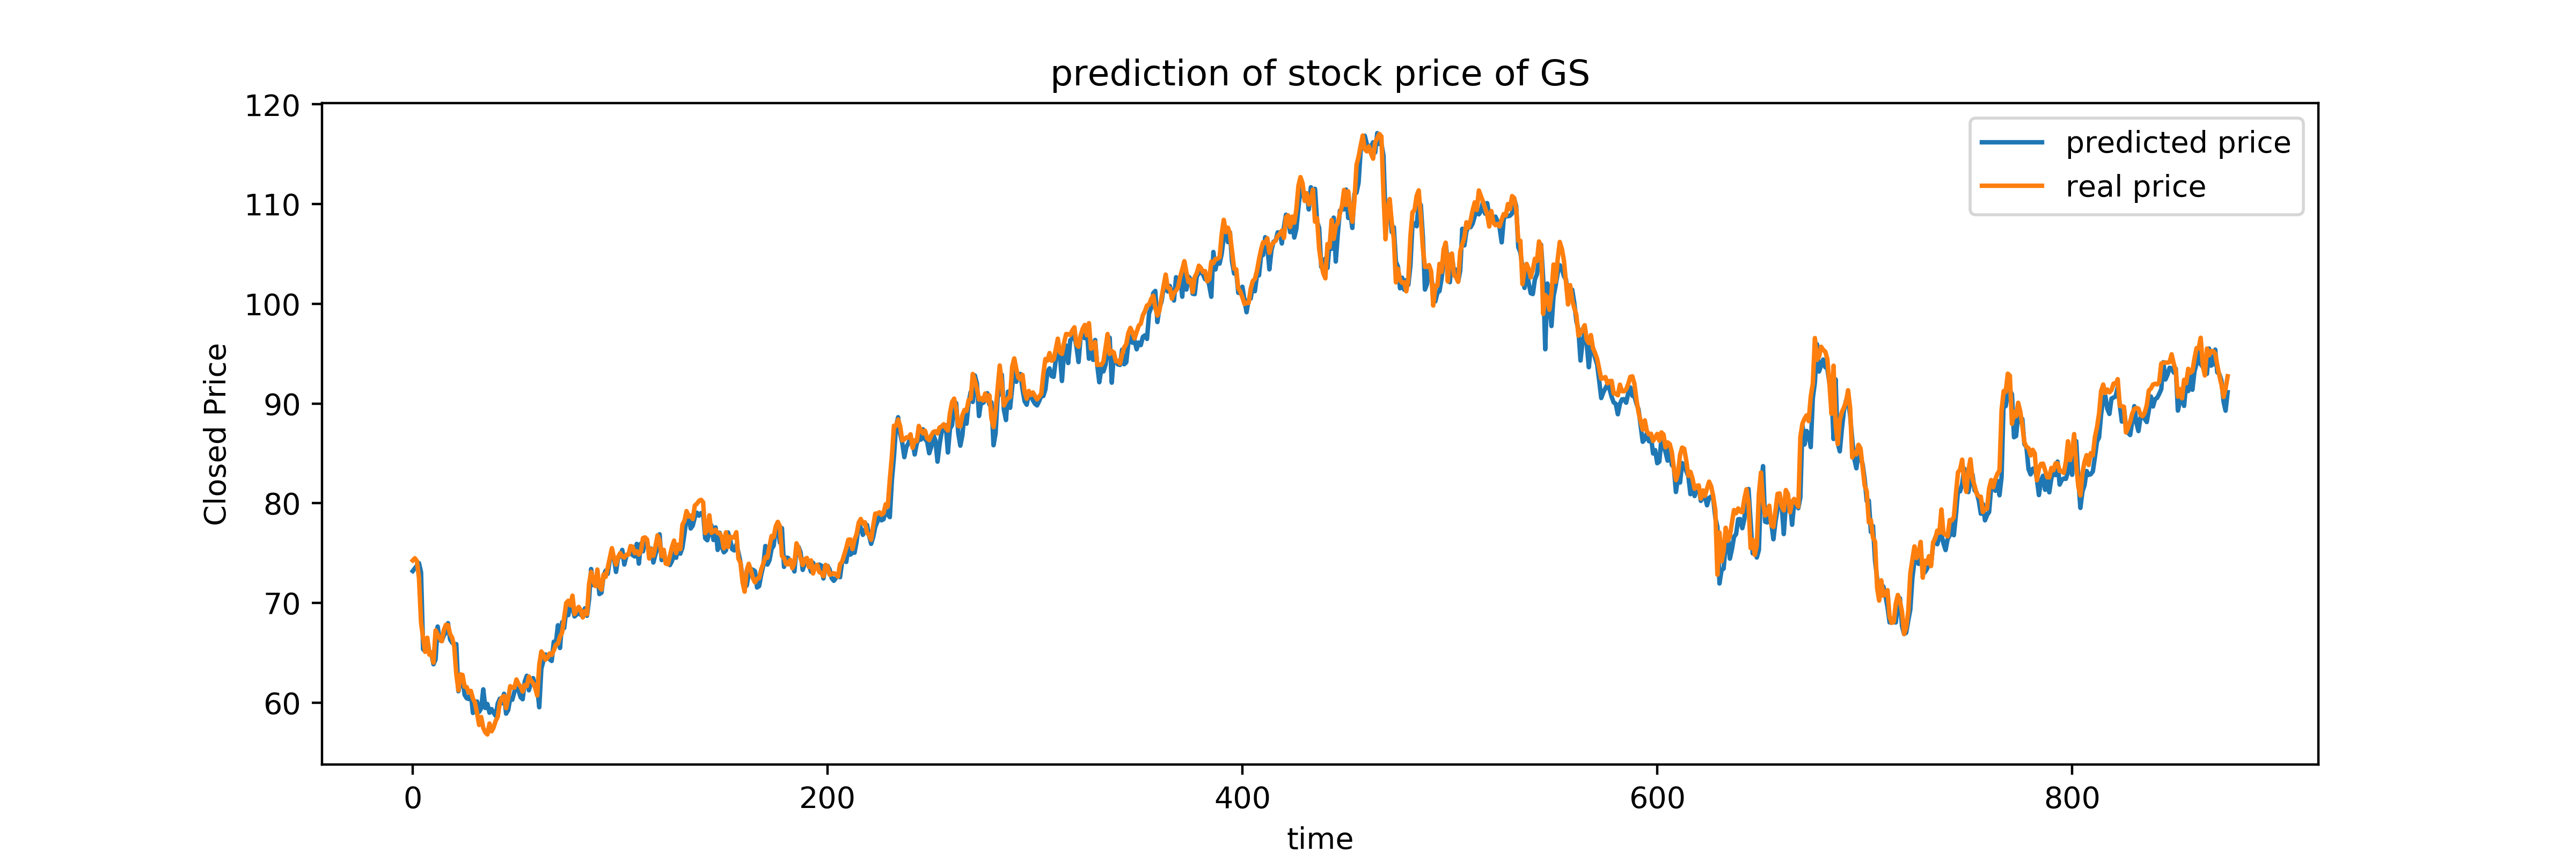 prediction of stock price of GS
120
110
100
90
80
70
60
Closed Price
predicted price
real price
0 200 400 600 800
time